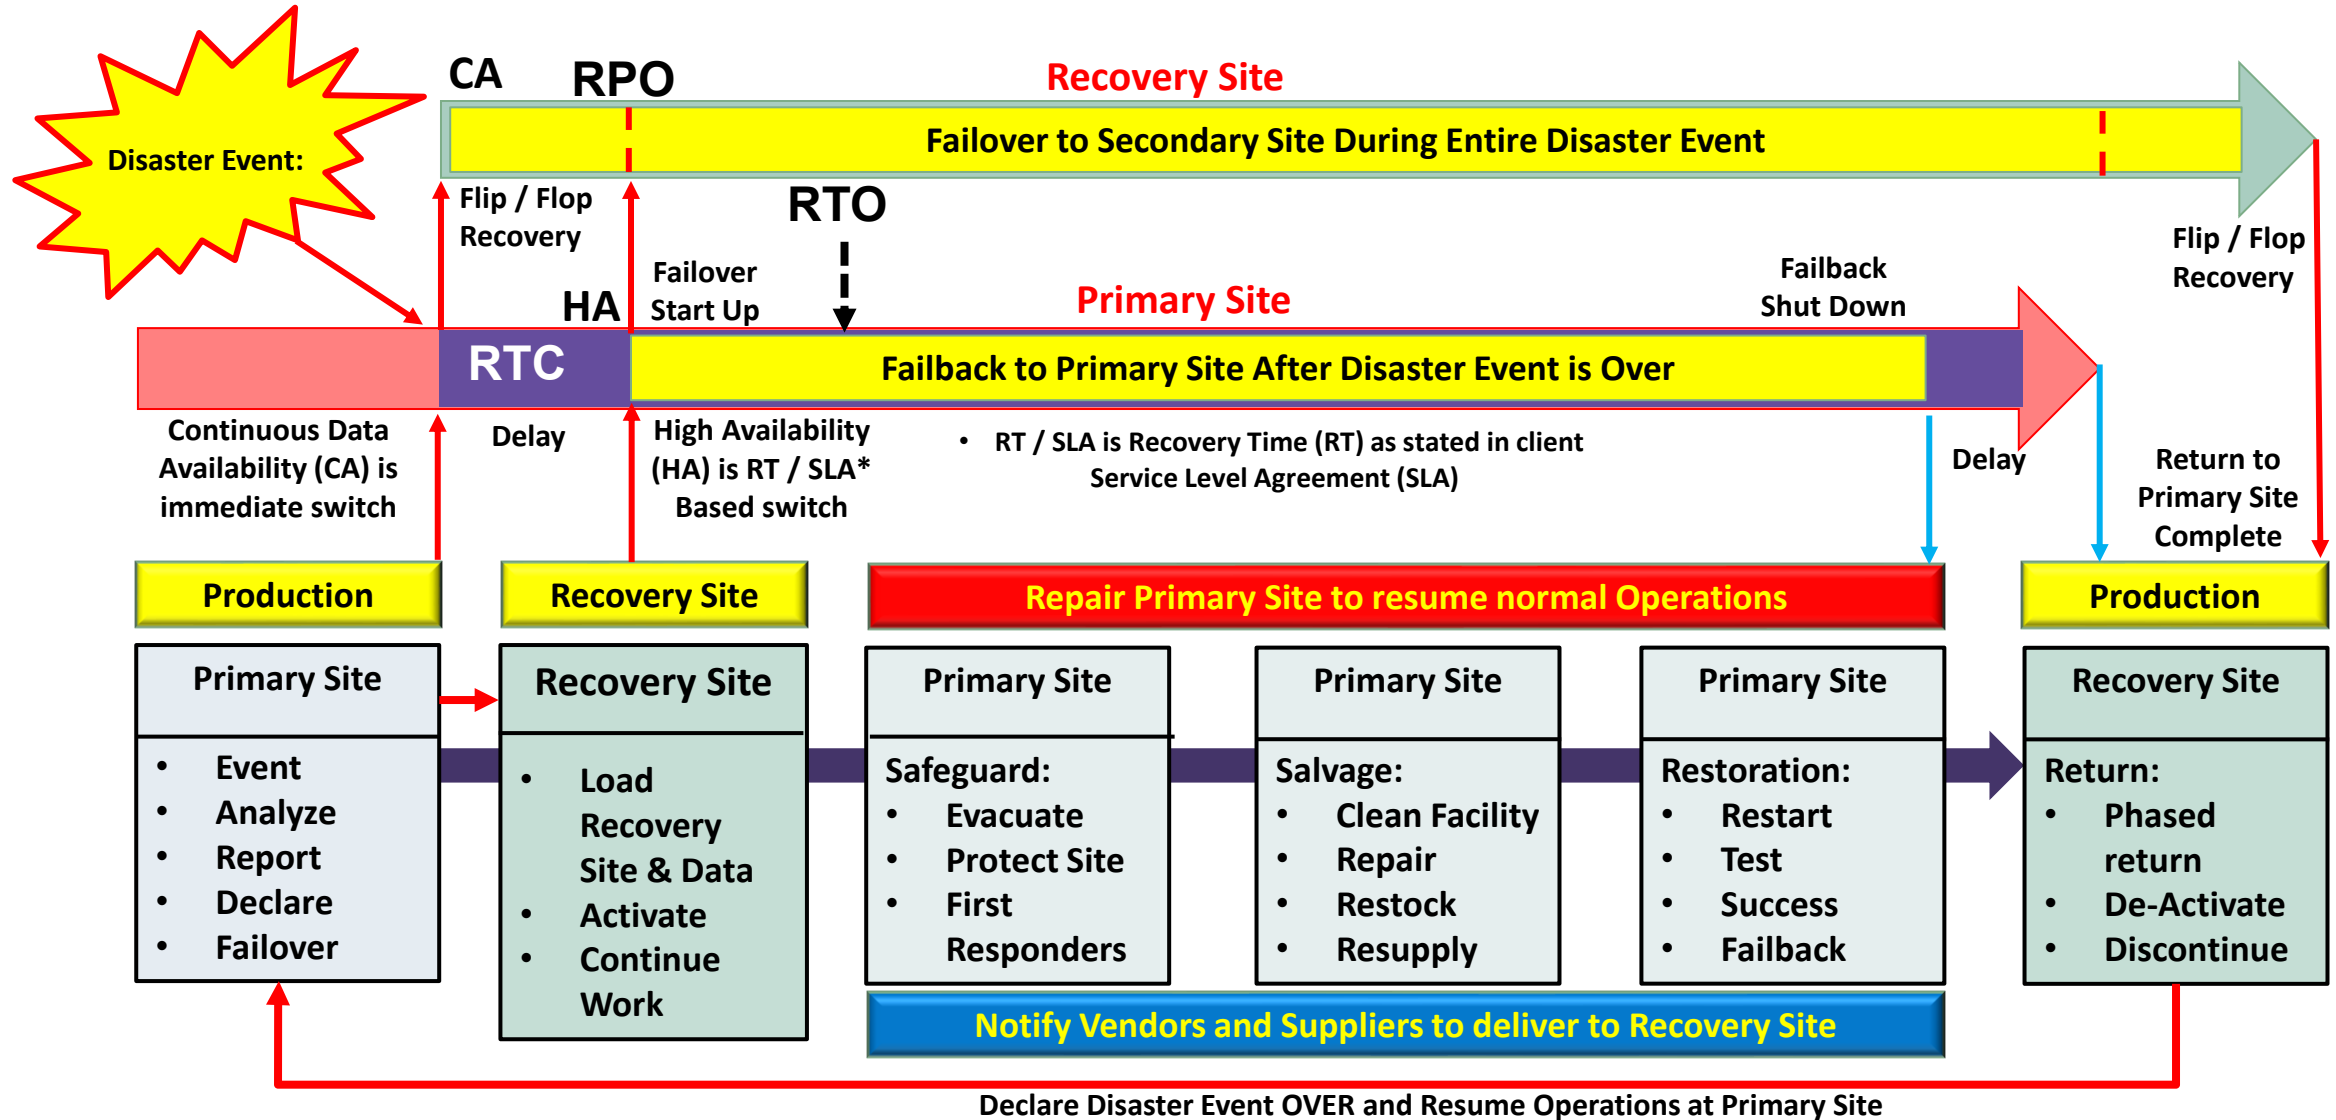 CA
RPO
Recovery Site
Disaster Event:
Failover to Secondary Site During Entire Disaster Event
Flip / Flop
Recovery
RTO
Flip / Flop
Recovery
HA
Failover
Start Up
Primary Site
Failback
Shut Down
RTC
Failback to Primary Site After Disaster Event is Over
Continuous Data
Availability (CA) is
immediate switch
Delay
High Availability
(HA) is RT / SLA*
Based switch
• RT / SLA is Recovery Time (RT) as stated in client
Service Level Agreement (SLA)
Delay
Return to
Primary Site
Complete
Production
Recovery Site
Repair Primary Site to resume normal Operations
Production
Primary Site
• Event
• Analyze
• Report
• Declare
• Failover
Recovery Site
• Load
Recovery
Site & Data
• Activate
• Continue
Work
Primary Site
Safeguard:
• Evacuate
• Protect Site
• First
Responders
Primary Site
Salvage:
• Clean Facility
• Repair
• Restock
• Resupply
Primary Site
Restoration:
• Restart
• Test
• Success
• Failback
Recovery Site
Return:
• Phased
return
• De-Activate
• Discontinue
Notify Vendors and Suppliers to deliver to Recovery Site
Declare Disaster Event OVER and Resume Operations at Primary Site